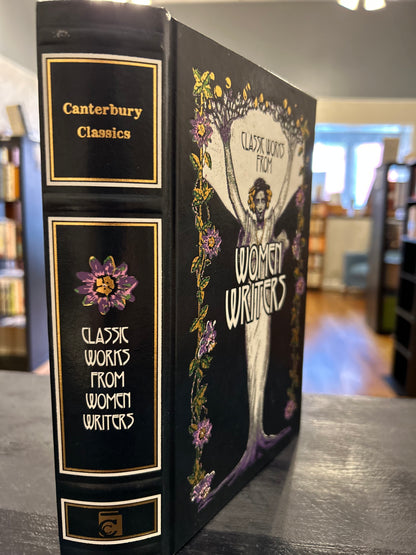 Canterbury
Classics
CLASSIC
WORKS
FROM
WOMEN
WRITERS
CLASSIC WORKS
FROM
WOMEN
WRITERS